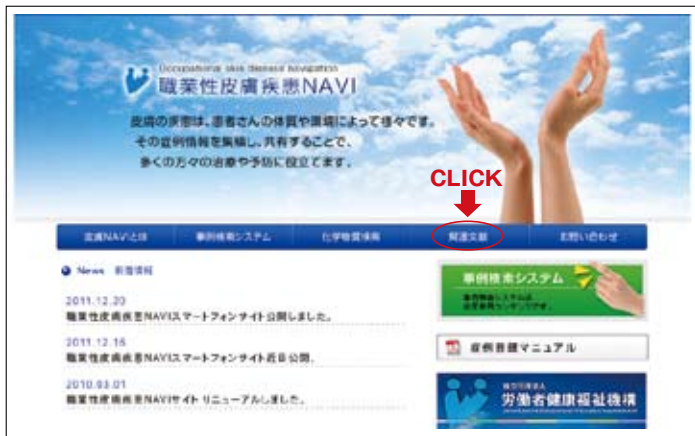 Occupational skin disease navigation
職業性皮膚疾患NAVI
皮膚の疾患は、患者さんの体質や環境によって様々です。
その症例情報を集積し、共有することで、
多くの方々の治療や予防に役立てます。
CLICK
皮膚NAVIとは 事例検索システム 化学物質情報 関連文献 お問い合わせ
News 新着情報
2011.12.20
職業性皮膚疾患NAVIスマートフォンサイト公開しました。
2011.12.16
職業性皮膚疾患NAVIスマートフォンサイト近日公開。
2010.03.01
職業性皮膚疾患NAVIサイトリニューアルしました。
事例検索システム
症例登録マニュアル
独立行政法人
労働者健康福祉機構